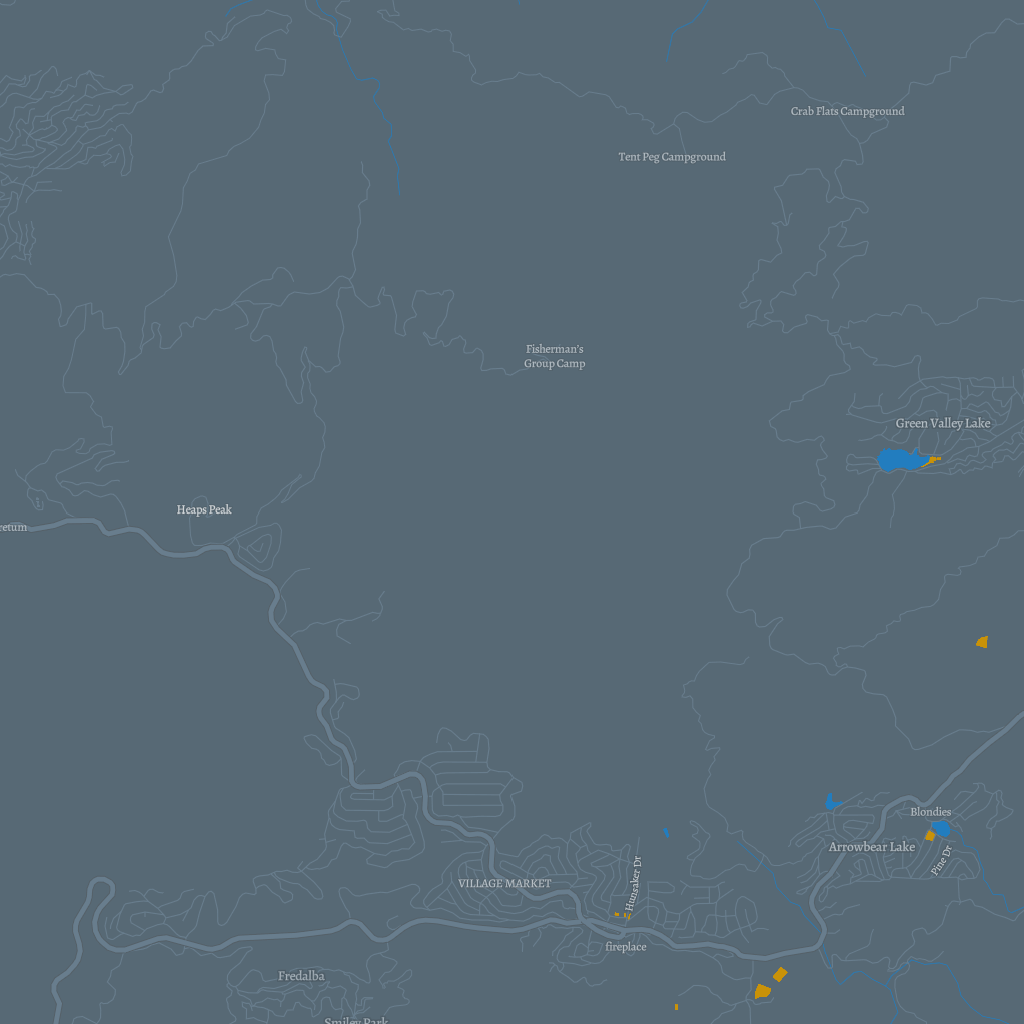 Crab Flats Campground
Tent Peg Campground
Fisherman's
Group Camp
Green Valley Lake
Heaps Peak
retum
Blondies
Arrowbear Lake
Pine Dr
Hunsaker Dr
VILLAGE MARKET
fireplace
Fredalba
Smiley Park